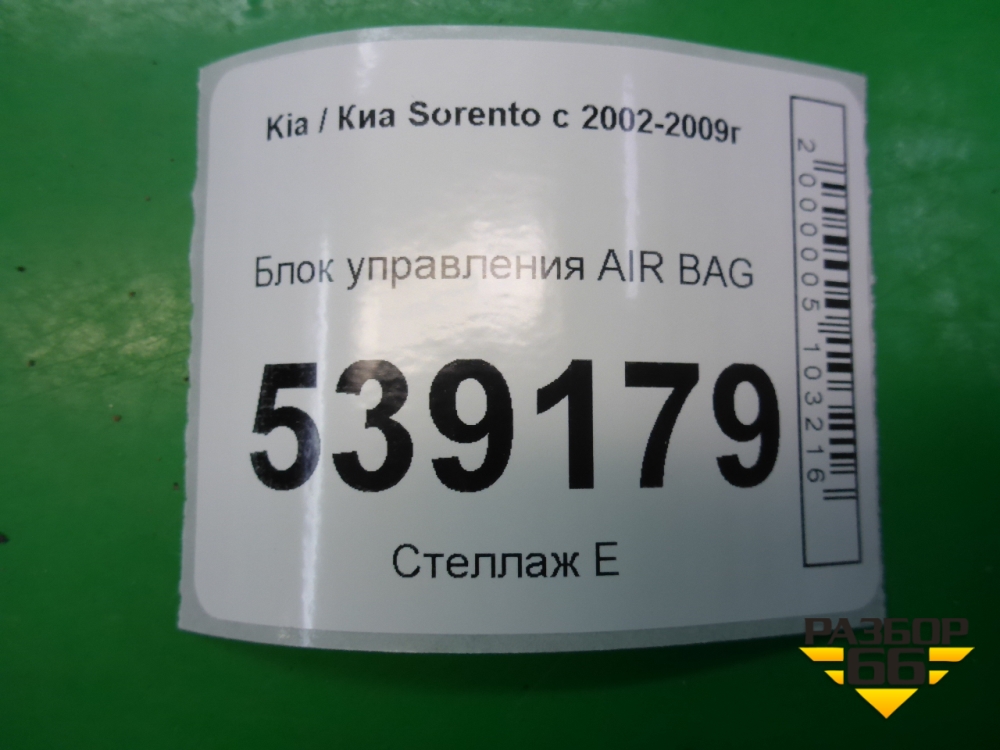 Kia / Киа Sorento с 2002-2009г
Блок управления AIR BAG
539179
Стеллаж Е
2000005103216
РАЗБОР
66